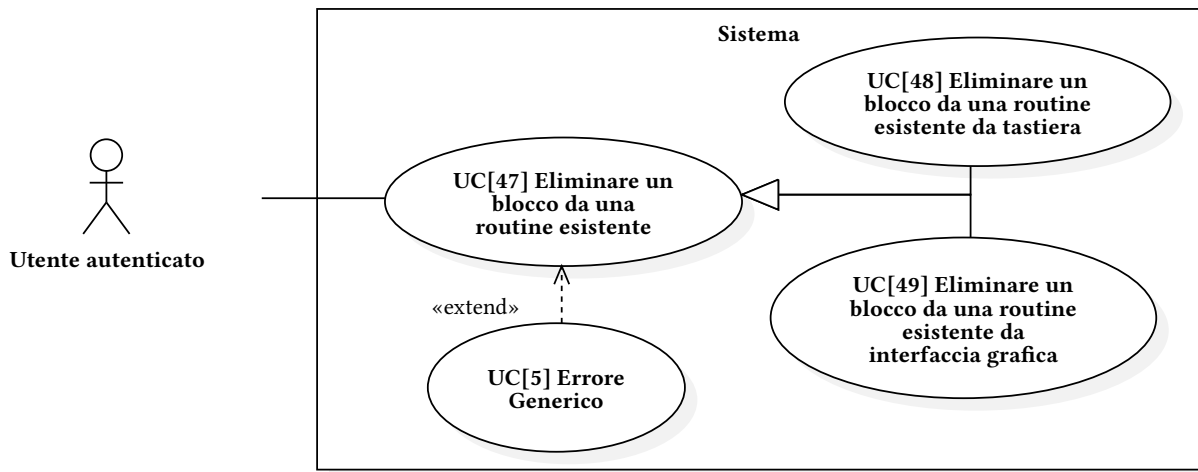 Sistema
UC[48] Eliminare un
blocco da una routine
esistente da tastiera
UC[47] Eliminare un
blocco da una
routine esistente
Utente autenticato
UC[49] Eliminare un
blocco da una routine
esistente da
interfaccia grafica
«extend»
UC[5] Errore
Generico